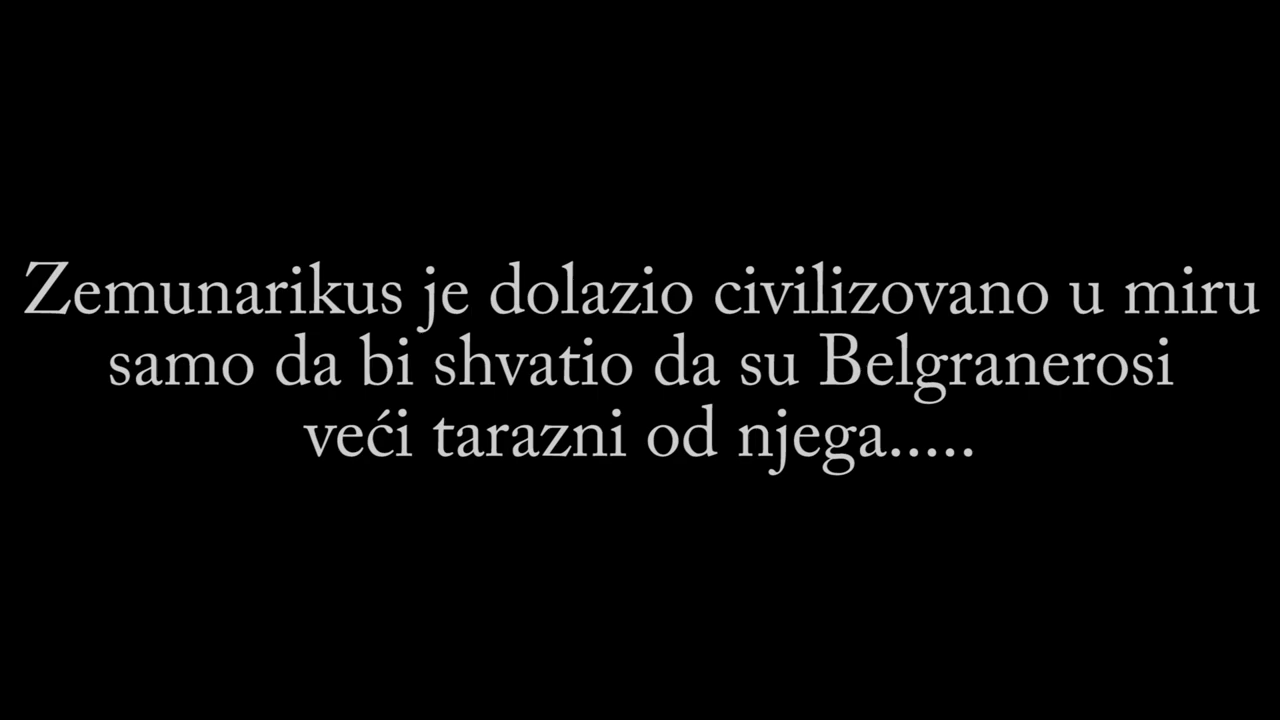 Zemunarikus je dolazio civilizovano u miru
samo da bi shvatio da su Belgranerosi
veći tarazni od njega.....